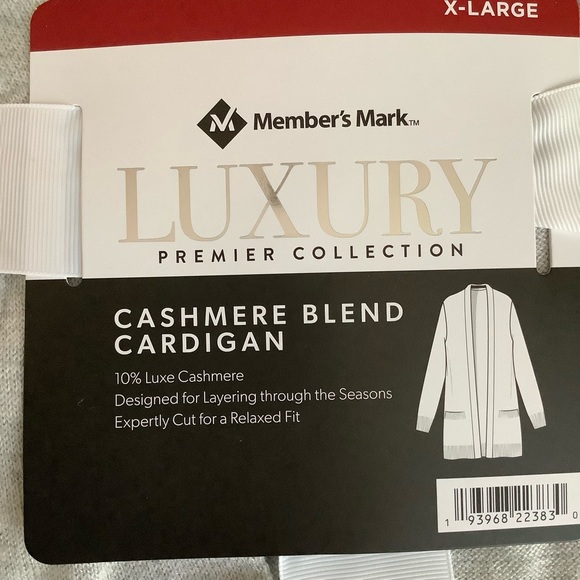 X-LARGE
Member's Mark™
LUXURY
PREMIER COLLECTION
CASHMERE BLEND
CARDIGAN
10% Luxe Cashmere
Designed for Layering through the Seasons
Expertly Cut for a Relaxed Fit
1 93968 22383 0